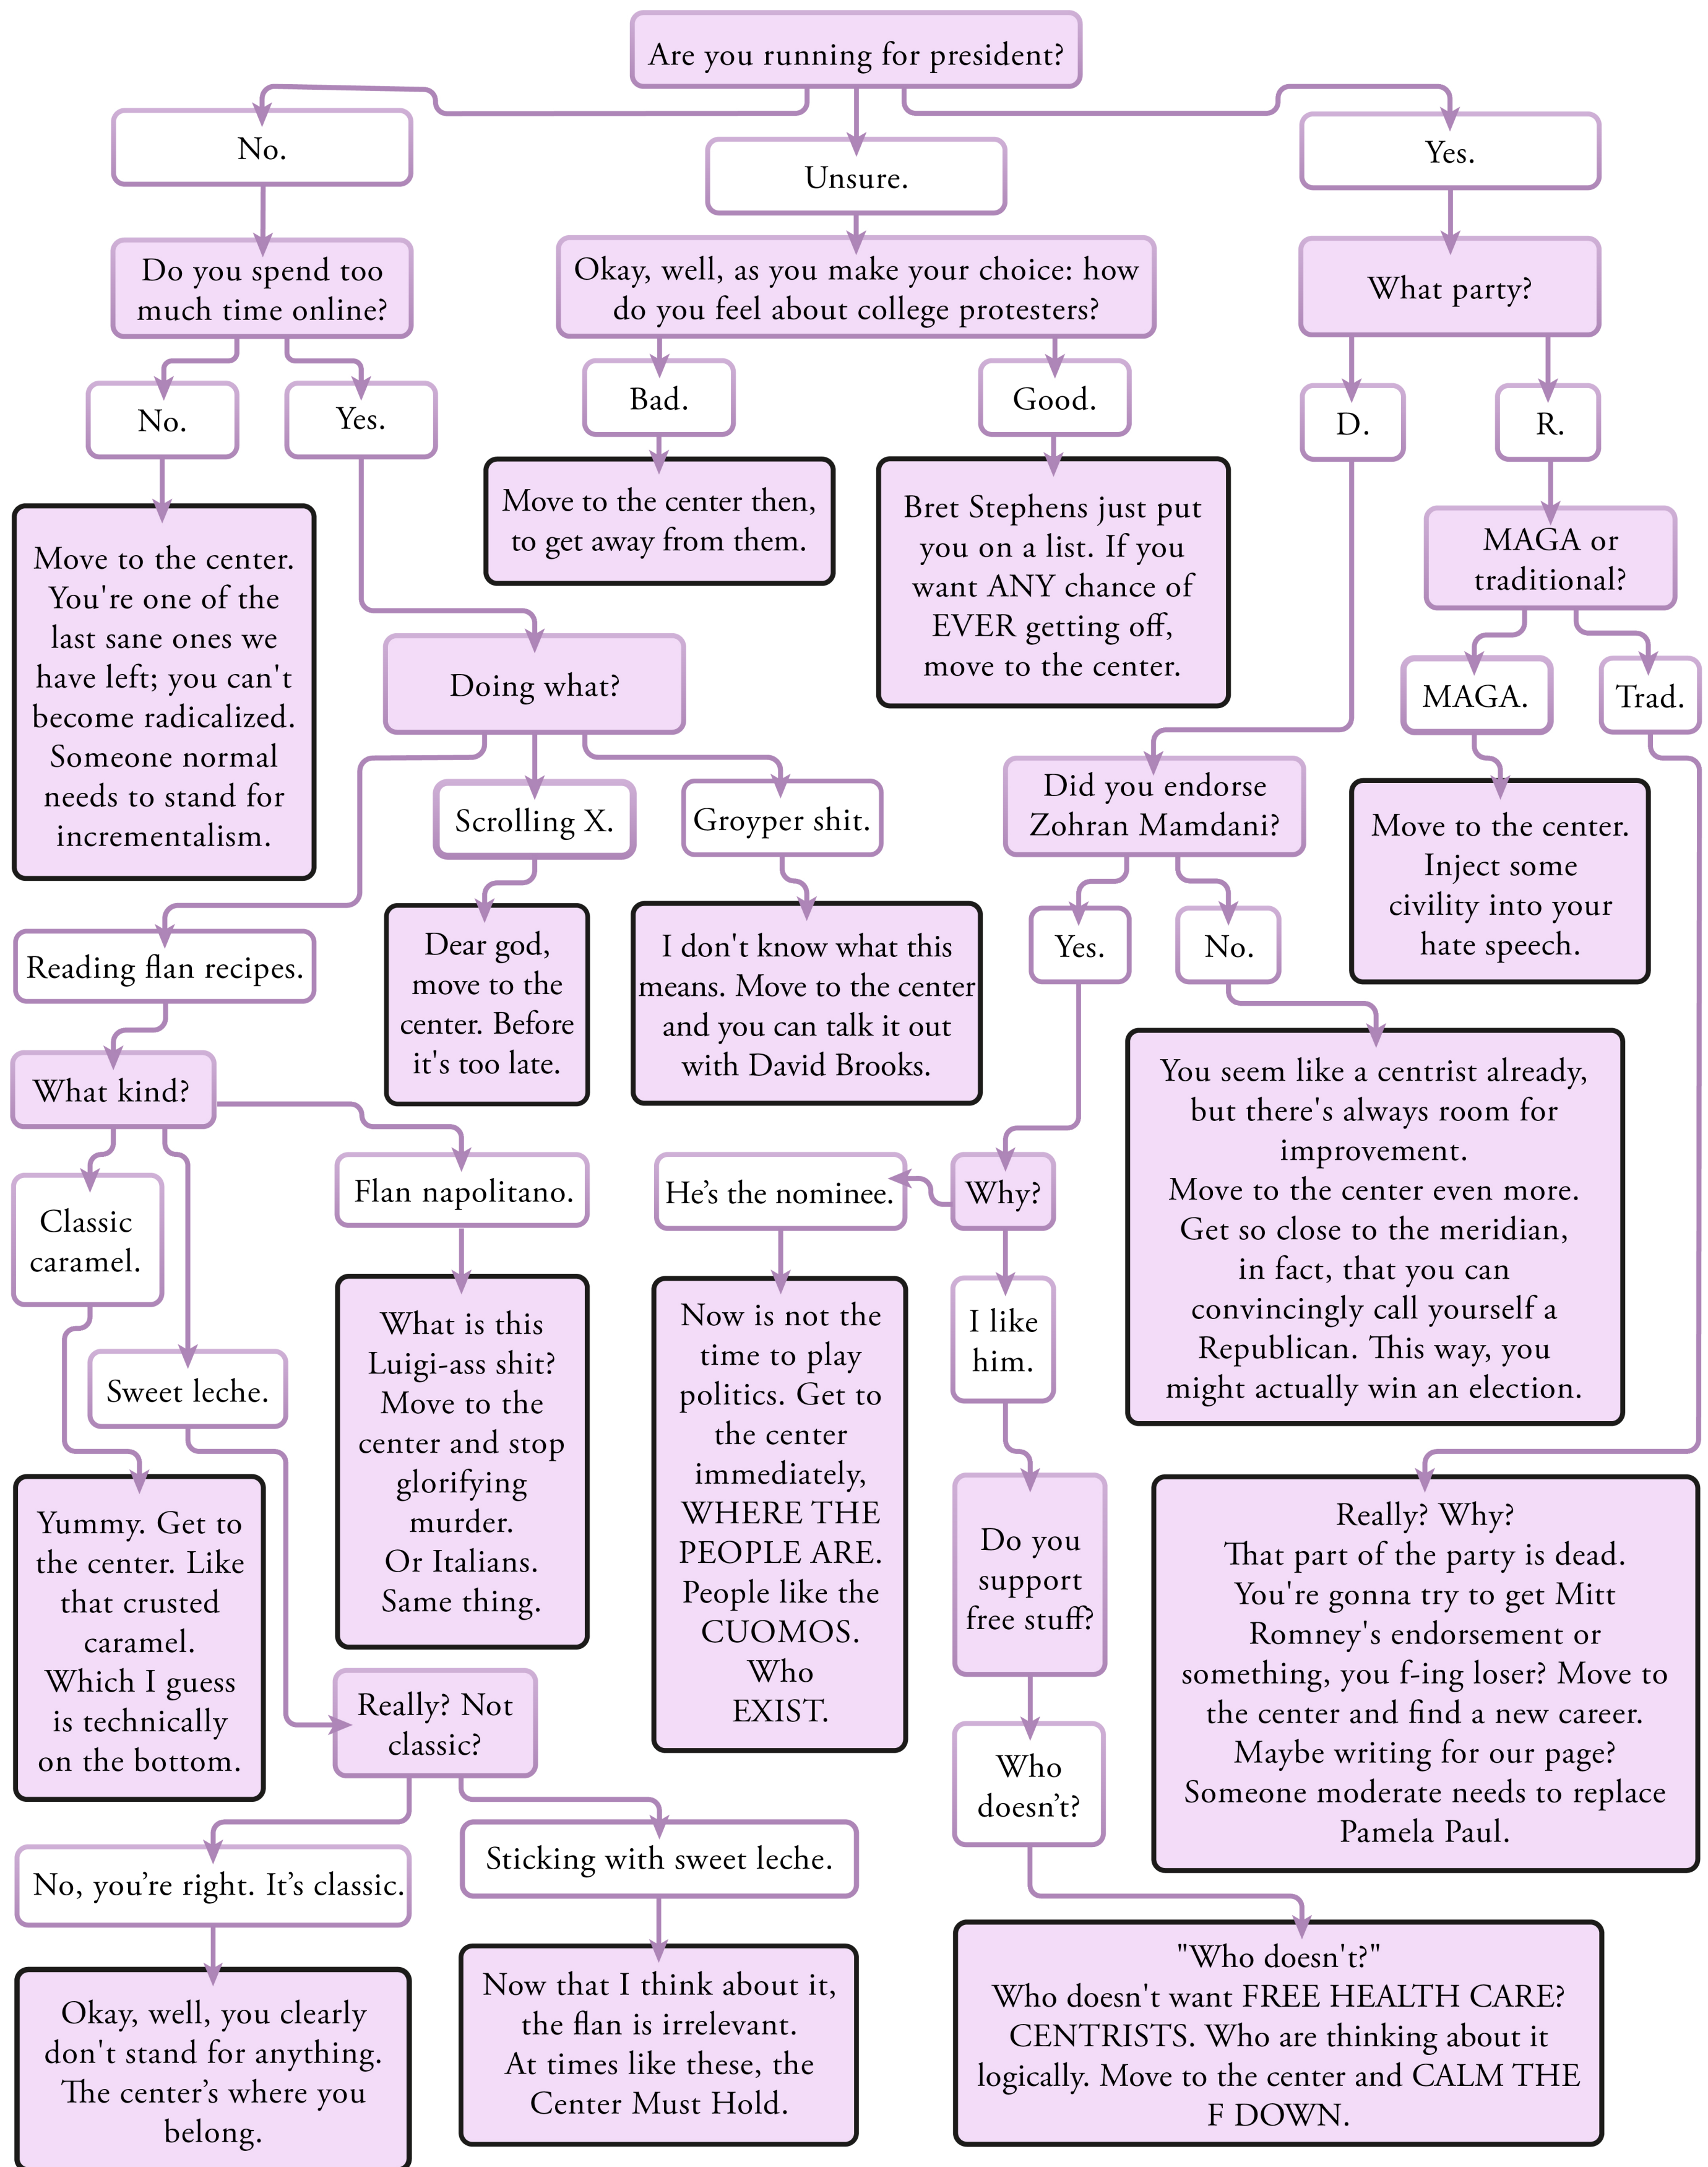 Are you running for president?
No.
Unsure.
Yes.
Do you spend too
much time online?
Okay, well, as you make your choice: how
do you feel about college protesters?
What party?
No.
Yes.
Bad.
Good.
D.
R.
Move to the center.
You're one of the
last sane ones we
have left; you can't
become radicalized.
Someone normal
needs to stand for
incrementalism.
Move to the center then,
to get away from them.
Bret Stephens just put
you on a list. If you
want ANY chance of
EVER getting off,
move to the center.
MAGA or
traditional?
Doing what?
MAGA.
Trad.
Scrolling X.
Groyper shit.
Did you endorse
Zohran Mamdani?
Move to the center.
Inject some
civility into your
hate speech.
Reading flan recipes.
Dear god,
move to the
center. Before
it's too late.
I don't know what this
means. Move to the center
and you can talk it out
with David Brooks.
Yes.
No.
What kind?
You seem like a centrist already,
but there's always room for
improvement.
Move to the center even more.
Get so close to the meridian,
in fact, that you can
convincingly call yourself a
Republican. This way, you
might actually win an election.
Classic
caramel.
Flan napolitano.
He’s the nominee.
Why?
Sweet leche.
What is this
Luigi-ass shit?
Move to the
center and stop
glorifying
murder.
Or Italians.
Same thing.
Now is not the
time to play
politics. Get to
the center
immediately,
WHERE THE
PEOPLE ARE.
People like the
CUOMOS.
Who
EXIST.
I like
him.
Yummy. Get to
the center. Like
that crusted
caramel.
Which I guess
is technically
on the bottom.
Do you
support
free stuff?
Really? Why?
That part of the party is dead.
You're gonna try to get Mitt
Romney's endorsement or
something, you f-ing loser? Move to
the center and find a new career.
Maybe writing for our page?
Someone moderate needs to replace
Pamela Paul.
Really? Not
classic?
Who
doesn’t?
No, you’re right. It’s classic.
Sticking with sweet leche.
Okay, well, you clearly
don't stand for anything.
The center’s where you
belong.
Now that I think about it,
the flan is irrelevant.
At times like these, the
Center Must Hold.
"Who doesn't?"
Who doesn't want FREE HEALTH CARE?
CENTRISTS. Who are thinking about it
logically. Move to the center and CALM THE
F DOWN.